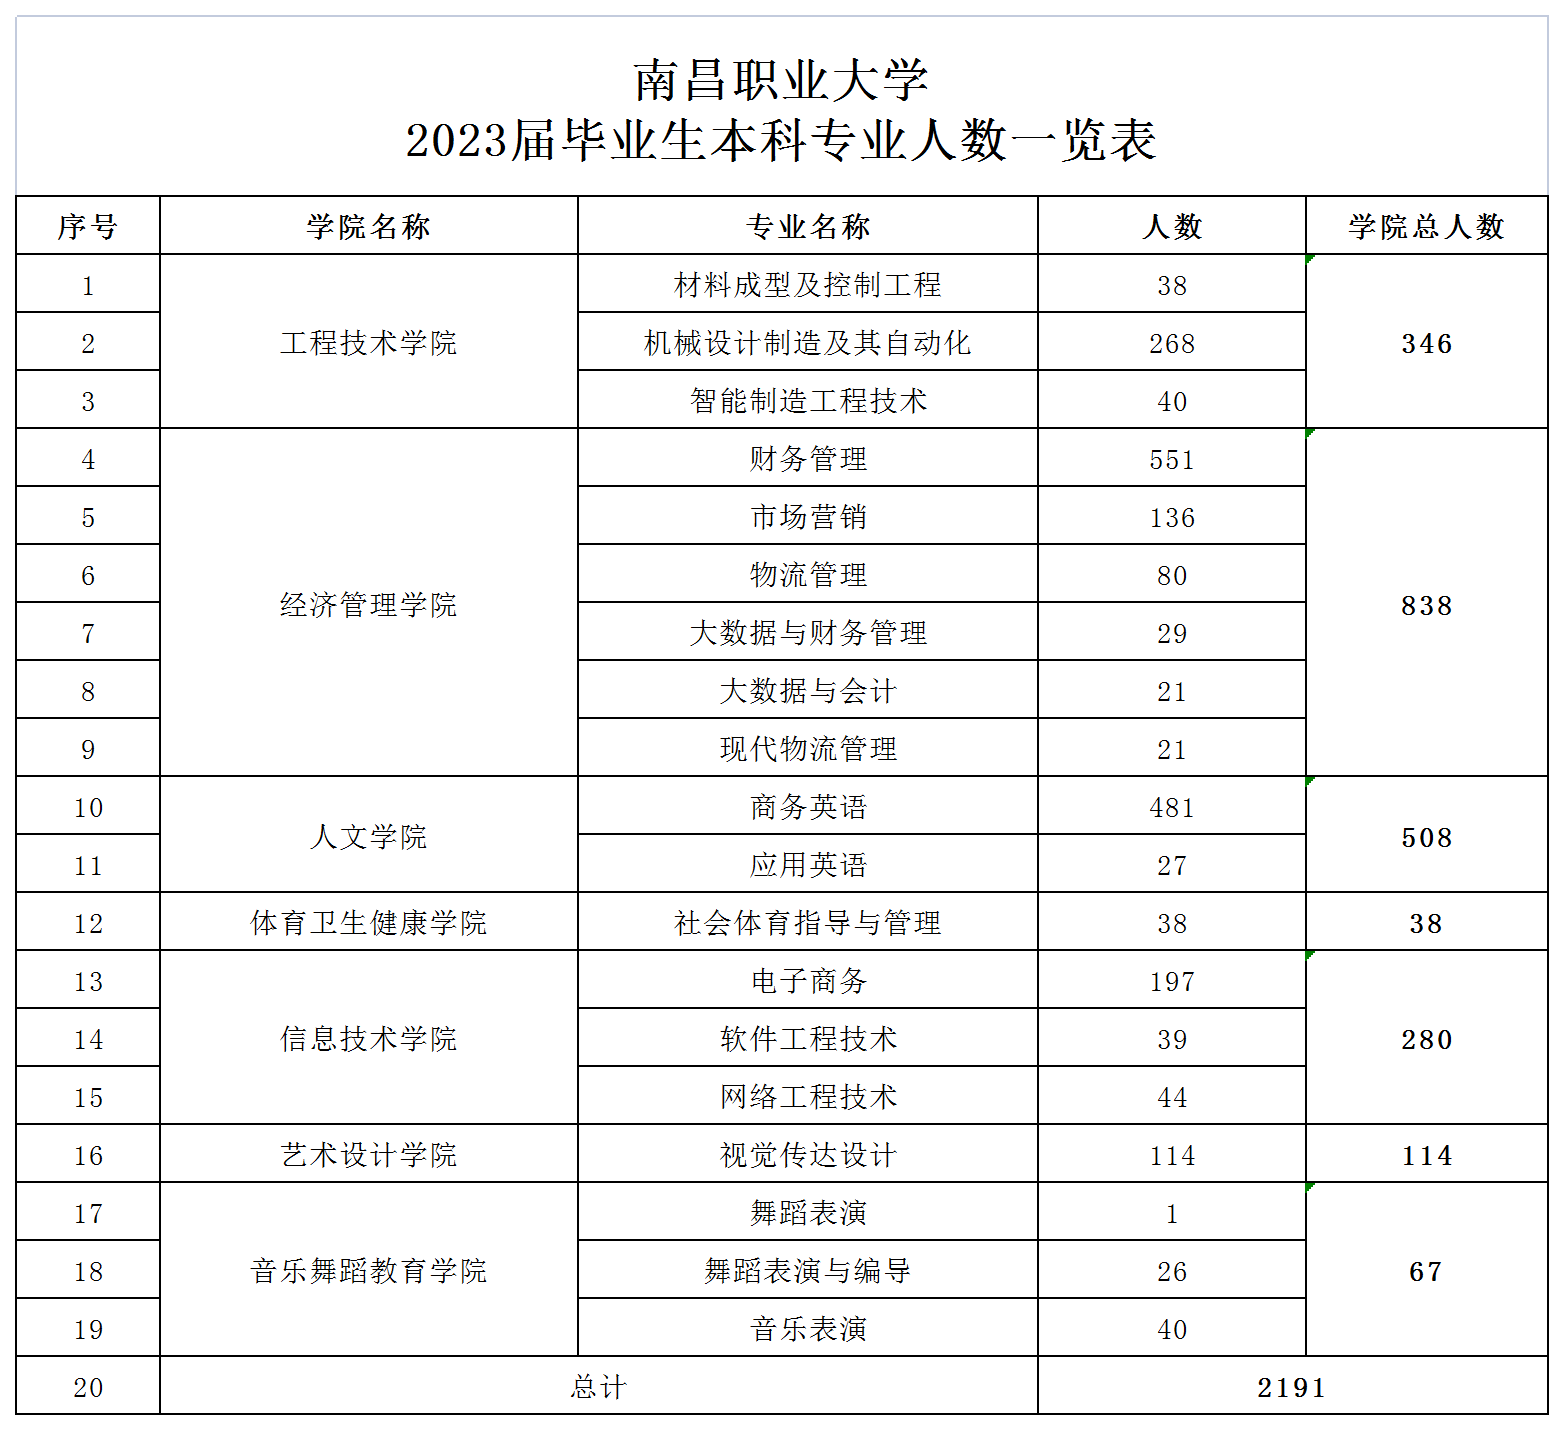 南昌职业大学
2023届毕业生本科专业人数一览表
序号 学院名称 专业名称 人数 学院总人数
1 工程技术学院 材料成型及控制工程 38 346
2 机械设计制造及其自动化 268
3 智能制造工程技术 40
4 经济管理学院 财务管理 551 838
5 市场营销 136
6 物流管理 80
7 大数据与财务管理 29
8 大数据与会计 21
9 现代物流管理 21
10 人文学院 商务英语 481 508
11 应用英语 27
12 体育卫生健康学院 社会体育指导与管理 38 38
13 信息技术学院 电子商务 197 280
14 软件工程技术 39
15 网络工程技术 44
16 艺术设计学院 视觉传达设计 114 114
17 音乐舞蹈教育学院 舞蹈表演 1 67
18 舞蹈表演与编导 26
19 音乐表演 40
20 总计 2191